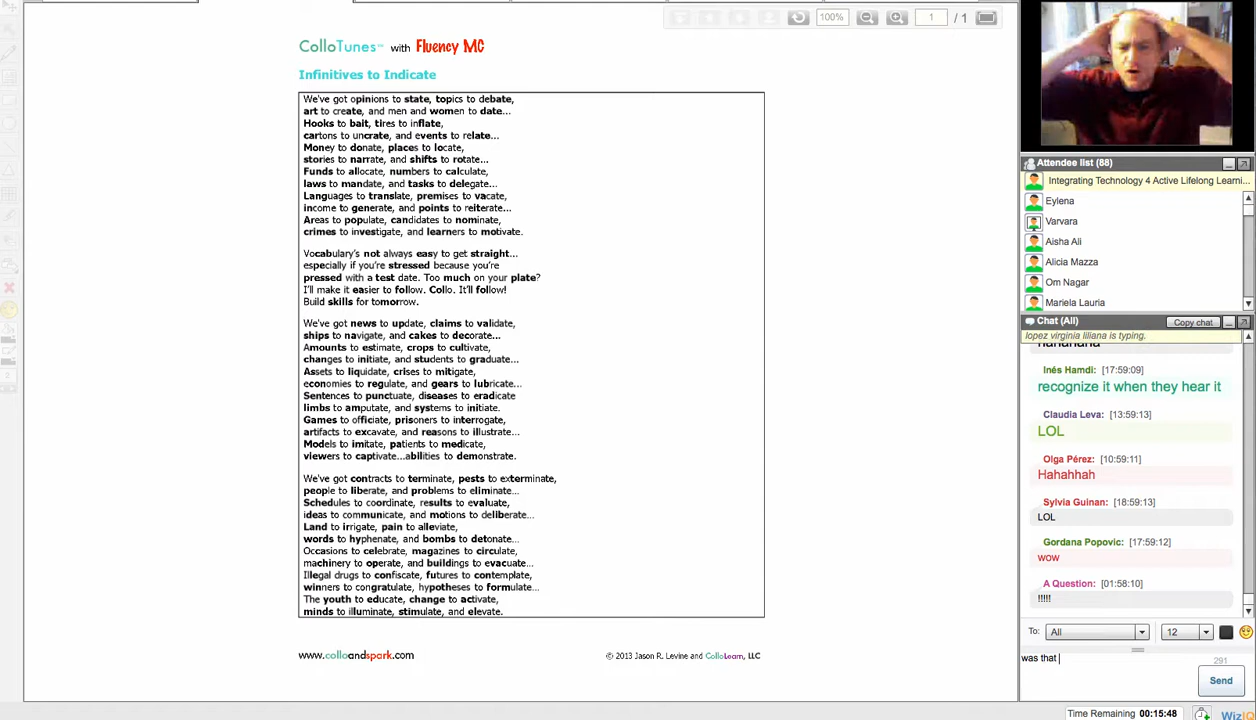 100%
1
/ 1
ColloTunes™ with Fluency MC
Infinitives to Indicate
We've got opinions to state, topics to debate,
art to create, and men and women to date...
Hooks to bait, tires to inflate,
cartons to uncrate, and events to relate...
Money to donate, places to locate,
stories to narrate, and shifts to rotate...
Funds to allocate, numbers to calculate,
laws to mandate, and tasks to delegate...
Languages to translate, premises to vacate,
income to generate, and points to reiterate...
Areas to populate, candidates to nominate,
crimes to investigate, and learners to motivate.
Vocabulary's not always easy to get straight...
especially if you're stressed because you're
pressed with a test date. Too much on your plate?
I'll make it easier to follow. Collo. It'll follow!
Build skills for tomorrow.
We've got news to update, claims to validate,
ships to navigate, and cakes to decorate...
Amounts to estimate, crops to cultivate,
changes to initiate, and students to graduate...
Assets to liquidate, crises to mitigate,
economies to regulate, and gears to lubricate...
Sentences to punctuate, diseases to eradicate
limbs to amputate, and systems to initiate.
Games to officiate, prisoners to interrogate,
artifacts to excavate, and reasons to illustrate...
Models to imitate, patients to medicate,
viewers to captivate...abilities to demonstrate.
We've got contracts to terminate, pests to exterminate,
people to liberate, and problems to eliminate...
Schedules to coordinate, results to evaluate,
ideas to communicate, and motions to deliberate...
Land to irrigate, pain to alleviate,
words to hyphenate, and bombs to detonate...
Occasions to celebrate, magazines to circulate,
machinery to operate, and buildings to evacuate...
Illegal drugs to confiscate, futures to contemplate,
winners to congratulate, hypotheses to formulate...
The youth to educate, change to activate,
minds to illuminate, stimulate, and elevate.
www.colloandspark.com
© 2013 Jason R. Levine and ColloLearn, LLC
Attendee list (88)
Integrating Technology 4 Active Lifelong Learni...
Eylena
Varvara
Aisha Ali
Alicia Mazza
Om Nagar
Mariela Lauria
Chat (All)
Copy chat
lopez virginia liliana is typing.
Inés Hamdi: [17:59:09]
recognize it when they hear it
Claudia Leva: [13:59:13]
LOL
Olga Pérez: [10:59:11]
Hahahhah
Sylvia Guinan: [18:59:13]
LOL
Gordana Popovic: [17:59:12]
wow
A Question: [01:58:10]
!!!!!
To: All
12
was that
291
Send
Time Remaining 00:15:48
WizIQ